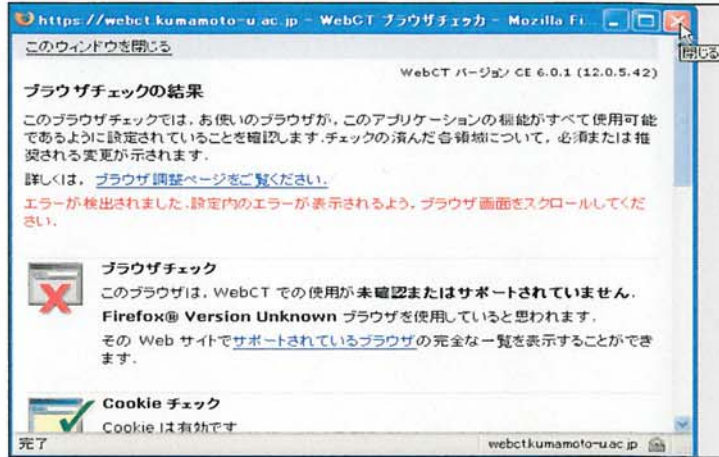 https://webct.kumamoto-u.ac.jp - WebCT ブラウザチェッカ - Mozilla Fi...
このウィンドウを閉じる
閉じる
WebCT バージョン CE 6.0.1 (12.0.5.42)
ブラウザチェックの結果
このブラウザチェックでは，お使いのブラウザが，このアプリケーションの機能がすべて使用可能
であるように設定されていることを確認します.チェックの済んだ各領域について，必須または推
奨される変更が示されます.
詳しくは，ブラウザ調整ページをご覧ください.
エラーが検出されました.設定内のエラーが表示されるよう，ブラウザ画面をスクロールしてくだ
さい.
ブラウザチェック
このブラウザは，WebCT での使用が未確認またはサポートされていません.
Firefox® Version Unknown ブラウザを使用していると思われます.
その Web サイトでサポートされているブラウザの完全な一覧を表示することができ
ます.
Cookie チェック
Cookie は有効です
完了
webct.kumamoto-u.ac.jp